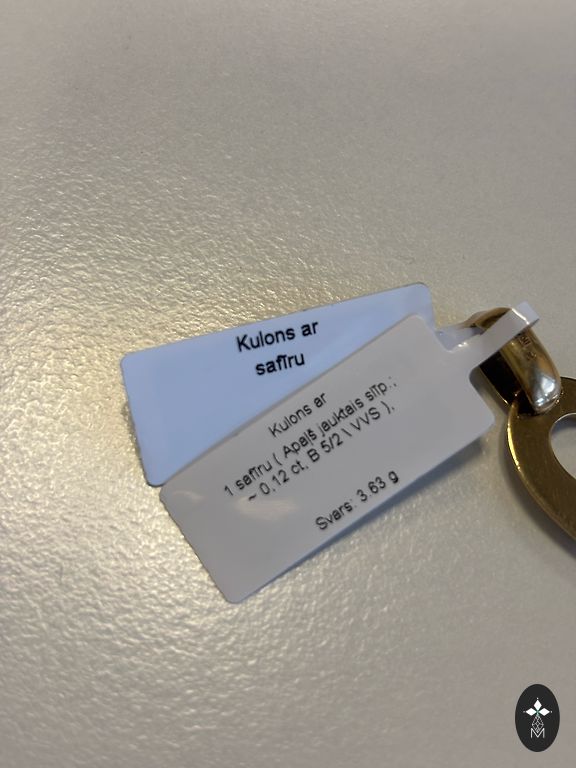 Kulons ar
safīru
Kulons ar
1 safīru ( Apaļš jauktais slīp.;
~ 0,12 ct, B 5/2 \ VVS ),
Svars: 3.63 g
M